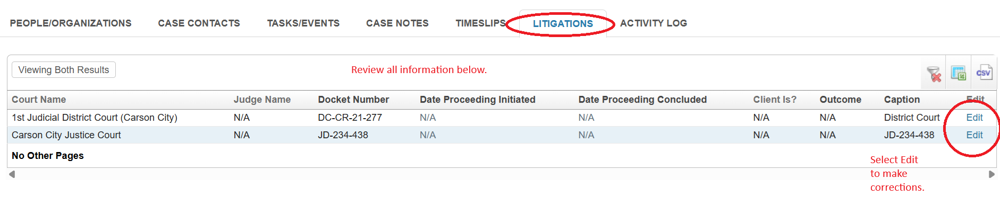 PEOPLE/ORGANIZATIONS CASE CONTACTS TASKS/EVENTS CASE NOTES TIMESLIPS LITIGATIONS ACTIVITY LOG
Viewing Both Results Review all information below. CSV
Court Name Judge Name Docket Number Date Proceeding Initiated Date Proceeding Concluded Client Is? Outcome Caption Edit
1st Judicial District Court (Carson City) N/A DC-CR-21-277 N/A N/A N/A N/A District Court Edit
Carson City Justice Court N/A JD-234-438 N/A N/A N/A N/A JD-234-438 Edit
No Other Pages
Select Edit
to make
corrections.